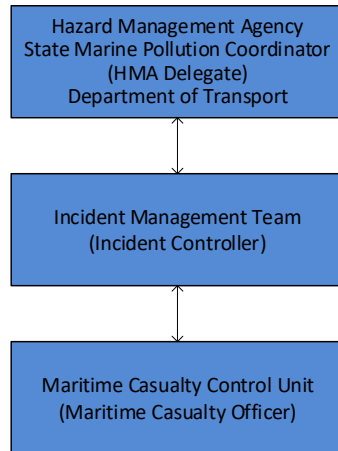 Hazard Management Agency
State Marine Pollution Coordinator
(HMA Delegate)
Department of Transport
Incident Management Team
(Incident Controller)
Maritime Casualty Control Unit
(Maritime Casualty Officer)